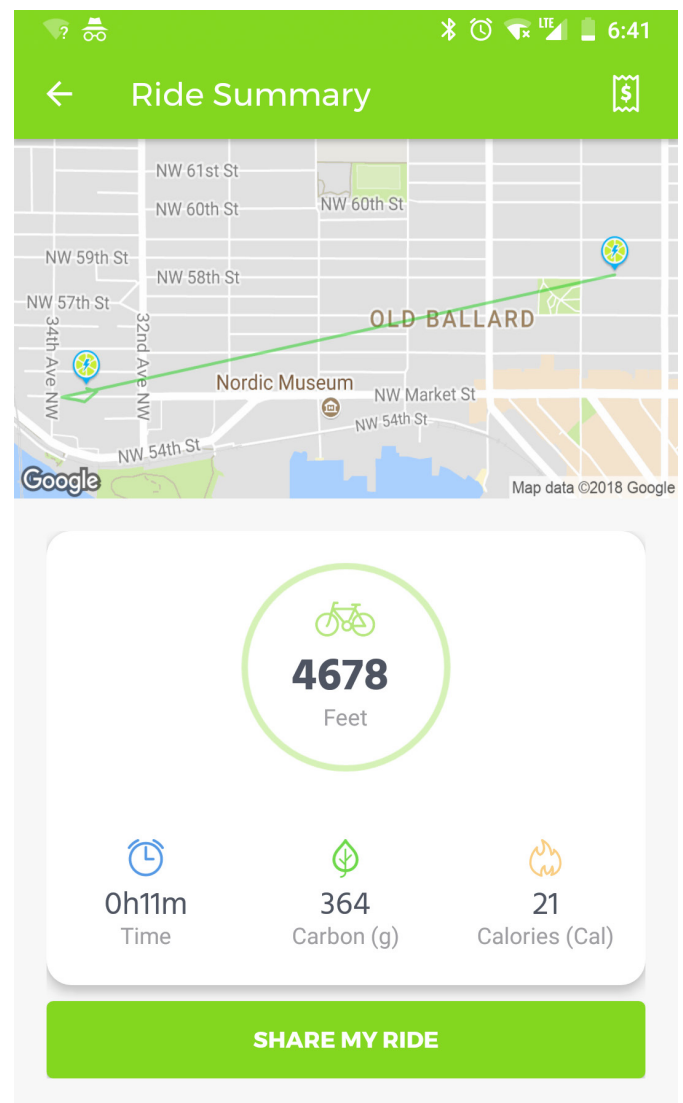 ? LTE 6:41
Ride Summary
$
NW 61st St
NW 60th St
NW 60th St
NW 59th St
NW 58th St
NW 57th St
34th Ave NW
32nd Ave NW
OLD BALLARD
Nordic Museum
NW Market St
NW 54th St
NW 54th St
Google
Map data ©2018 Google
4678
Feet
0h11m 364 21
Time Carbon (g) Calories (Cal)
SHARE MY RIDE